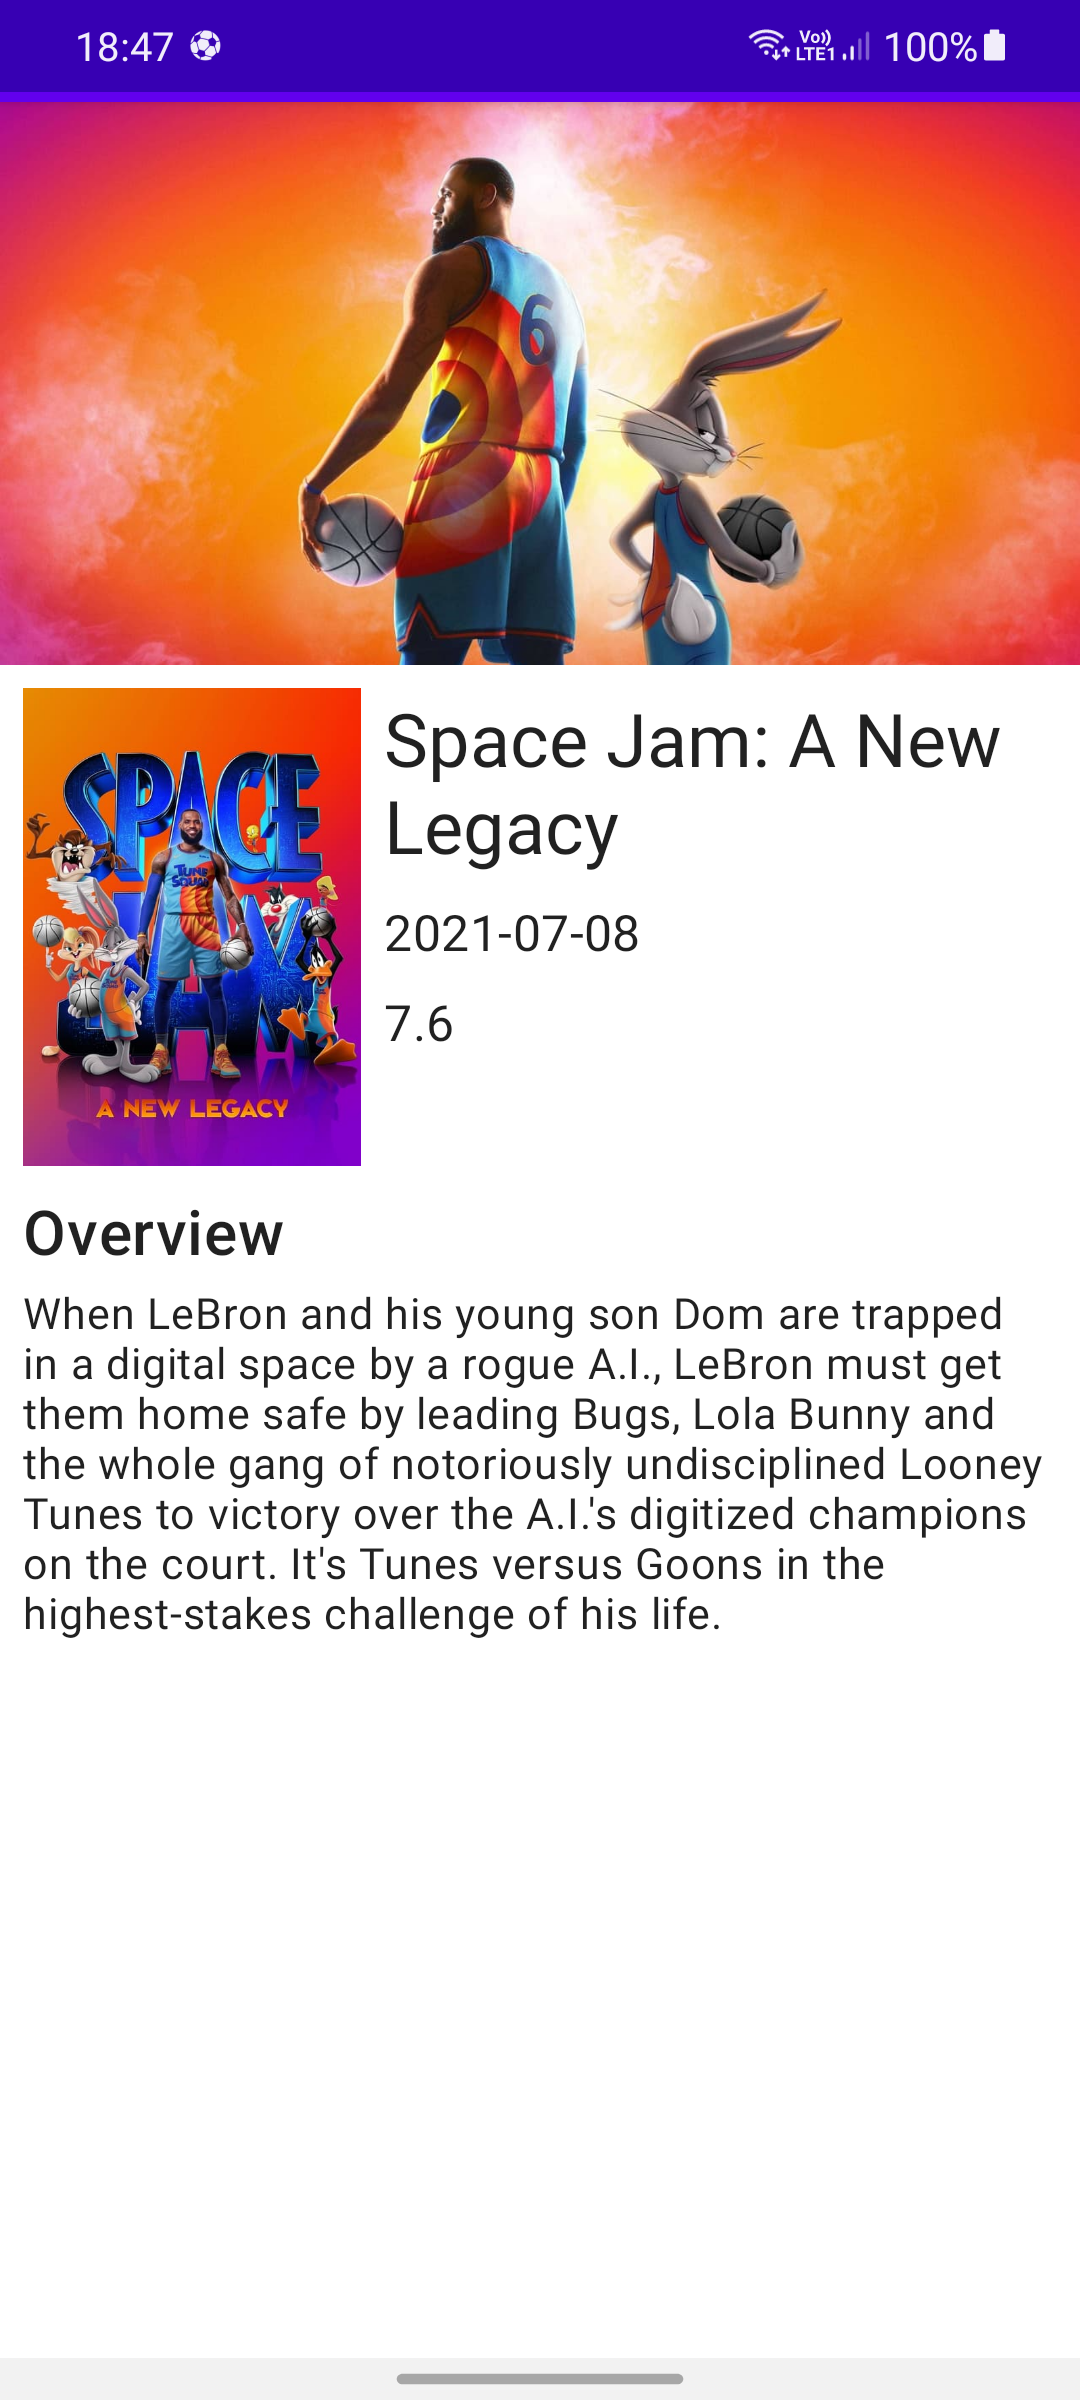 18:47
Vo))
LTE1
100%
6
SPACE
TUNE
SQUAD
JAM
A NEW LEGACY
Space Jam: A New
Legacy
2021-07-08
7.6
Overview
When LeBron and his young son Dom are trapped
in a digital space by a rogue A.I., LeBron must get
them home safe by leading Bugs, Lola Bunny and
the whole gang of notoriously undisciplined Looney
Tunes to victory over the A.I.'s digitized champions
on the court. It's Tunes versus Goons in the
highest-stakes challenge of his life.